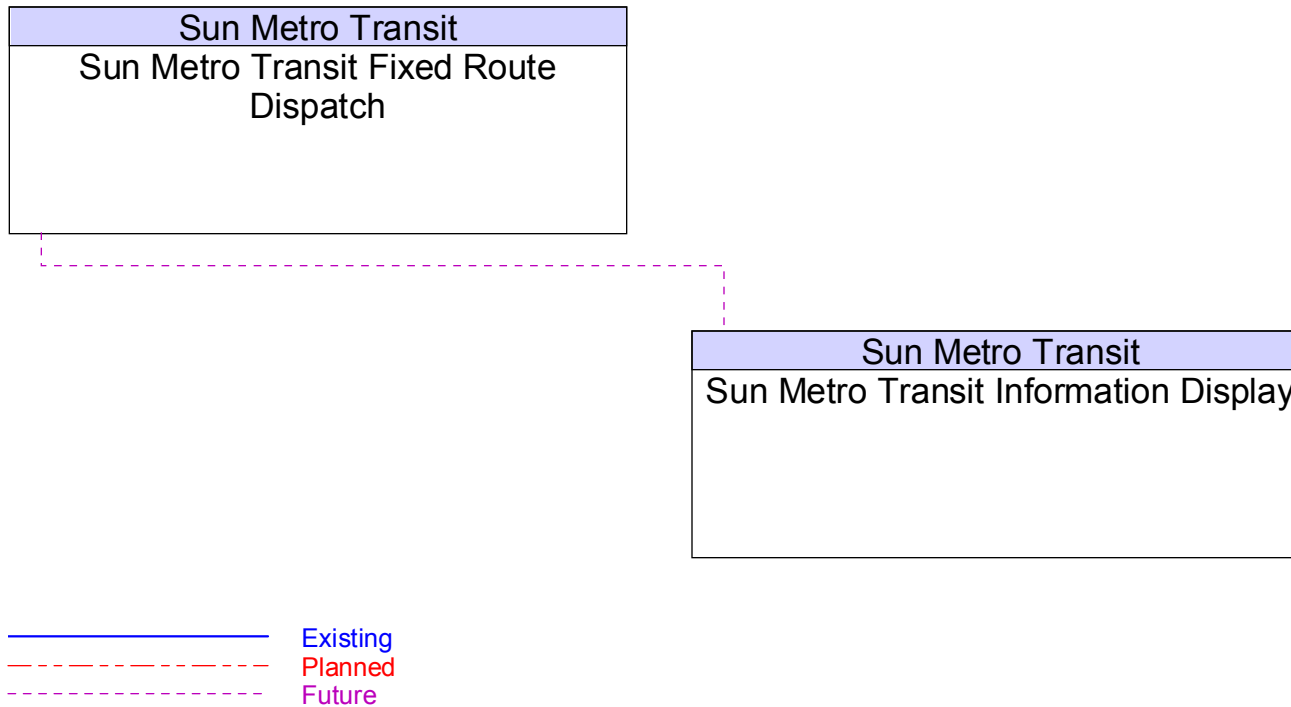 Sun Metro Transit
Sun Metro Transit Fixed Route
Dispatch
Sun Metro Transit
Sun Metro Transit Information Display
Existing
Planned
Future